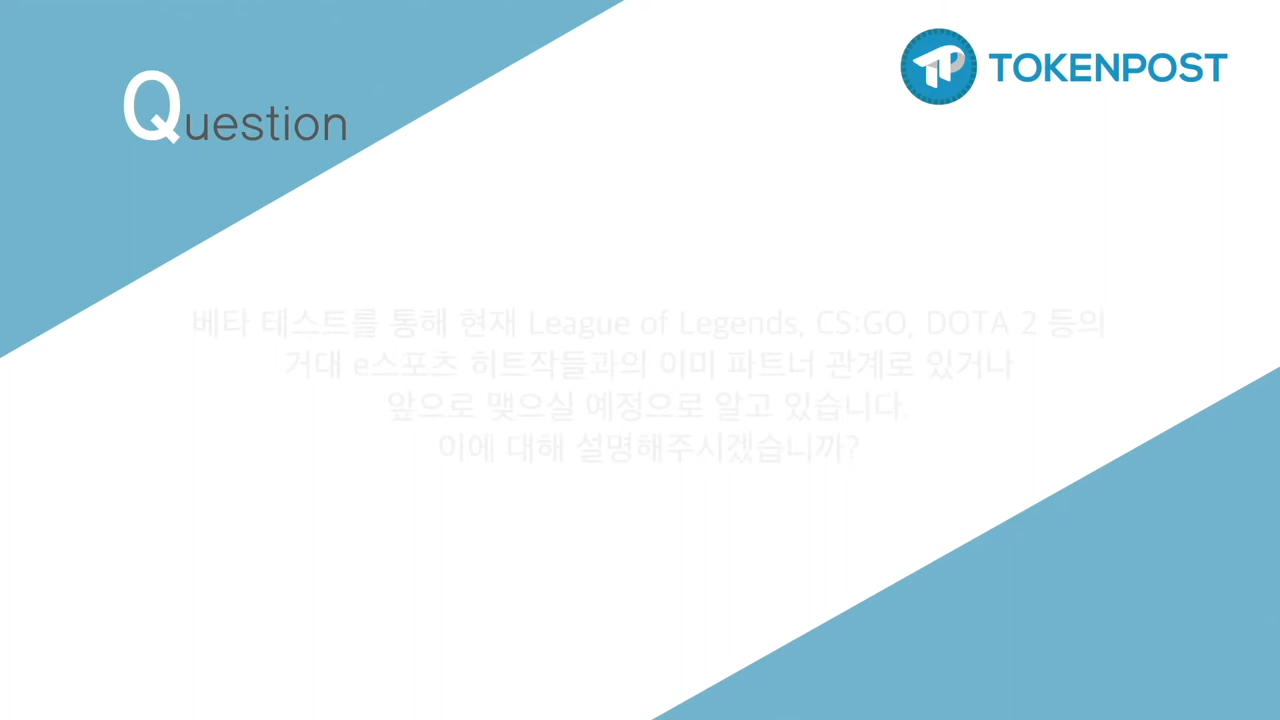 Question
TOKENPOST
베타 테스트를 통해 현재 League of Legends, CS:GO, DOTA 2 등의
거대 e스포츠 히트작들과의 이미 파트너 관계로 있거나
앞으로 맺으실 예정으로 알고 있습니다.
이에 대해 설명해주시겠습니까?